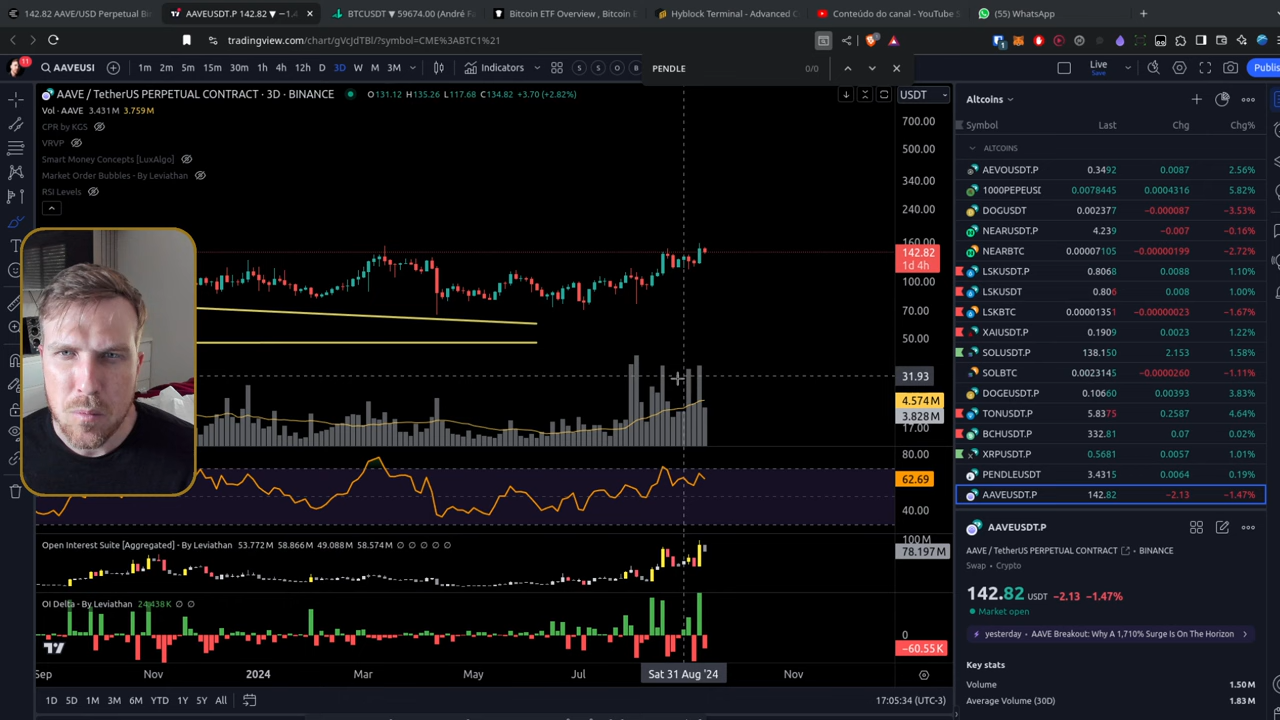 142.82 AAVE/USD Perpetual Bi
AAVEUSDT.P 142.82 ▼ −1.4
BTCUSDT ▼ 59674.00 (André Fa
Bitcoin ETF Overview , Bitcoin E
Hyblock Terminal - Advanced C
Conteúdo do canal - YouTube S
(55) WhatsApp
tradingview.com/chart/gVcJdTBI/?symbol=CME%3ABTC1%21
11
AAVEUSI
1m 2m 5m 15m 30m 1h 4h 12h D 3D W M 3M
Indicators
S S O B
PENDLE 0/0
Live
Save
Publis
AAVE / TetherUS PERPETUAL CONTRACT · 3D · BINANCE
O131.12 H135.26 L117.68 C134.82 +3.70 (+2.82%)
USDT
Vol · AAVE 3.431 M 3.759 M
CPR by KGS
VRVP
Smart Money Concepts [LuxAlgo]
Market Order Bubbles - By Leviathan
RSI Levels
700.00
500.00
340.00
240.00
160.00
142.82
1d 4h
100.00
70.00
50.00
31.93
4.574 M
3.828 M
17.00
80.00
62.69
40.00
Open Interest Suite [Aggregated] - By Leviathan 53.772 M 58.866 M 49.088 M 58.574 M ∅ ∅ ∅ ∅ ∅
100 M
78.197 M
OI Delta - By Leviathan 24.438 K ∅ ∅
0
−60.55 K
Sep Nov 2024 Mar May Jul Sat 31 Aug '24 Nov
1D 5D 1M 3M 6M YTD 1Y 5Y All
17:05:34 (UTC-3)
Altcoins
Symbol Last Chg Chg%
ALTCOINS
AEVOUSDT.P 0.3492 0.0087 2.56%
1000PEPEUSI 0.0078445 0.0004316 5.82%
DOGUSDT 0.002377 −0.000087 −3.53%
NEARUSDT.P 4.239 −0.007 −0.16%
NEARBTC 0.00007105 −0.00000199 −2.72%
LSKUSDT.P 0.8068 0.0088 1.10%
LSKUSDT 0.806 0.008 1.00%
LSKBTC 0.00001351 −0.00000023 −1.67%
XAIUSDT.P 0.1909 0.0023 1.22%
SOLUSDT.P 138.150 2.153 1.58%
SOLBTC 0.0023145 −0.0000260 −1.11%
DOGEUSDT.P 0.10660 0.00393 3.83%
TONUSDT.P 5.8375 0.2587 4.64%
BCHUSDT.P 332.81 0.07 0.02%
XRPUSDT.P 0.5681 0.0057 1.01%
PENDLEUSDT 3.4315 0.0064 0.19%
AAVEUSDT.P 142.82 −2.13 −1.47%
AAVEUSDT.P
AAVE / TetherUS PERPETUAL CONTRACT · BINANCE
Swap · Crypto
142.82 USDT −2.13 −1.47%
Market open
yesterday · AAVE Breakout: Why A 1,710% Surge Is On The Horizon
Key stats
Volume 1.50 M
Average Volume (30D) 1.83 M